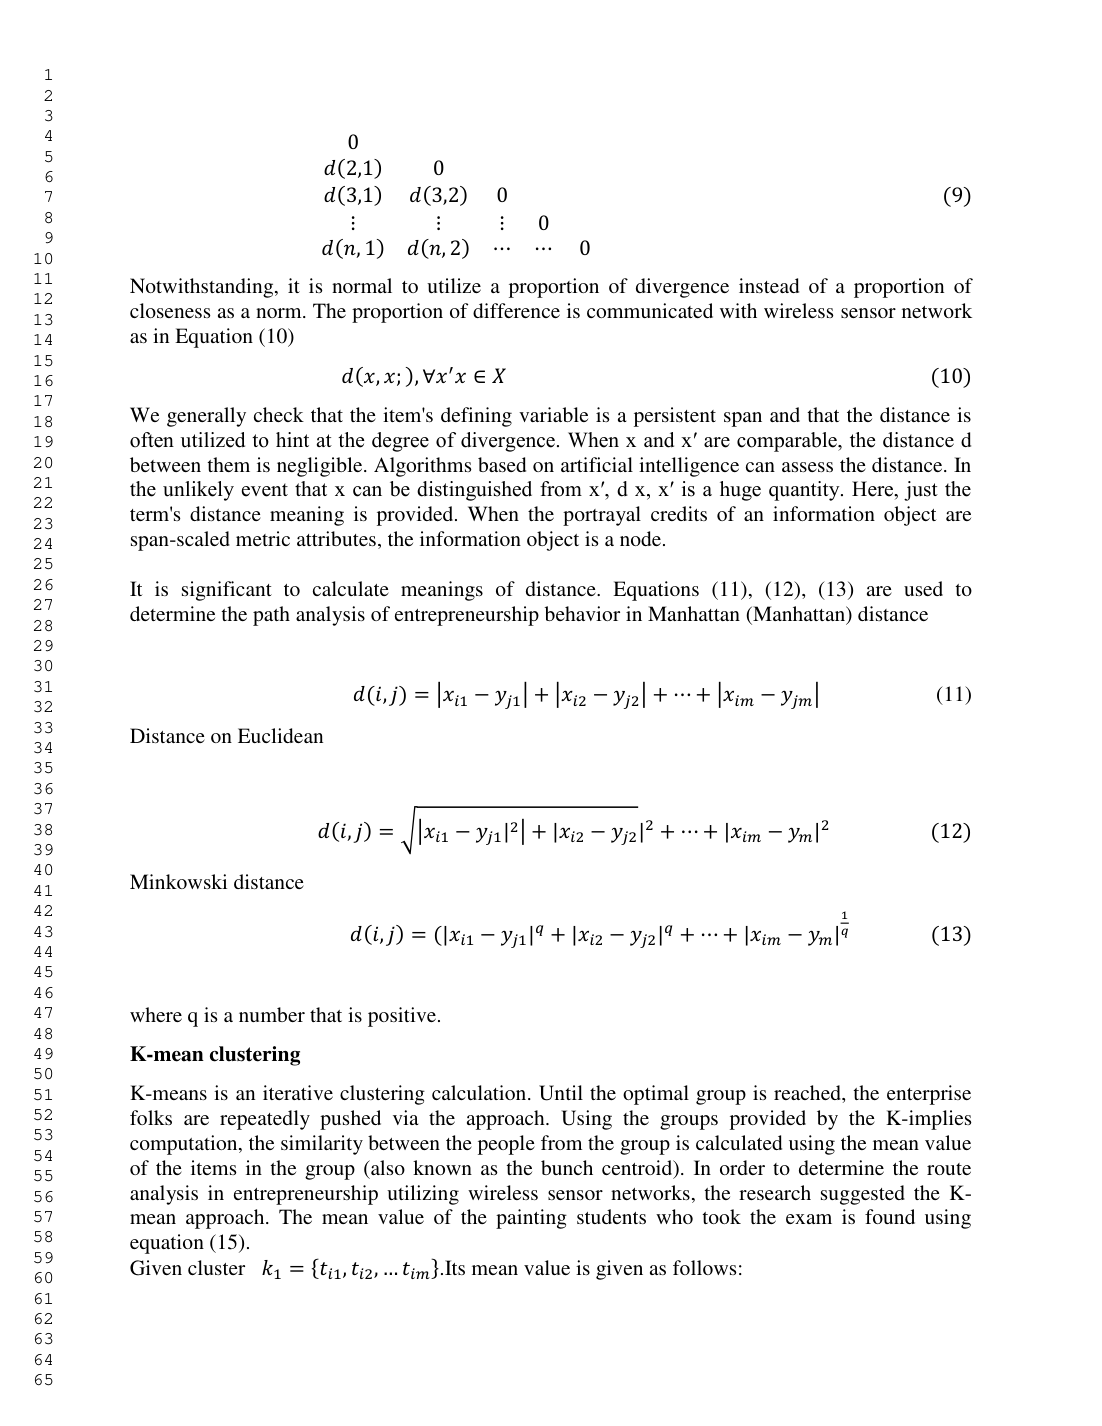 1
2
3
4
5
6
7
8
9
10
11
12
13
14
15
16
17
18
19
20
21
22
23
24
25
26
27
28
29
30
31
32
33
34
35
36
37
38
39
40
41
42
43
44
45
46
47
48
49
50
51
52
53
54
55
56
57
58
59
60
61
62
63
64
65
0
d(2,1) 0
d(3,1) d(3,2) 0 (9)
⋮ ⋮ ⋮ 0
d(n,1) d(n,2) ⋯ ⋯ 0
Notwithstanding, it is normal to utilize a proportion of divergence instead of a proportion of
closeness as a norm. The proportion of difference is communicated with wireless sensor network
as in Equation (10)
d(x,x;),∀x′x ∈ X (10)
We generally check that the item's defining variable is a persistent span and that the distance is
often utilized to hint at the degree of divergence. When x and x′ are comparable, the distance d
between them is negligible. Algorithms based on artificial intelligence can assess the distance. In
the unlikely event that x can be distinguished from x′, d x, x′ is a huge quantity. Here, just the
term's distance meaning is provided. When the portrayal credits of an information object are
span-scaled metric attributes, the information object is a node.
It is significant to calculate meanings of distance. Equations (11), (12), (13) are used to
determine the path analysis of entrepreneurship behavior in Manhattan (Manhattan) distance
d(i,j) = |x_{i1} − y_{j1}| + |x_{i2} − y_{j2}| + ⋯ + |x_{im} − y_{jm}| (11)
Distance on Euclidean
d(i,j) = √(|x_{i1} − y_{j1}|²| + |x_{i2} − y_{j2})|² + ⋯ + |x_{im} − y_m|² (12)
Minkowski distance
d(i,j) = (|x_{i1} − y_{j1}|^q + |x_{i2} − y_{j2}|^q + ⋯ + |x_{im} − y_m|^{1/q} (13)
where q is a number that is positive.
K-mean clustering
K-means is an iterative clustering calculation. Until the optimal group is reached, the enterprise
folks are repeatedly pushed via the approach. Using the groups provided by the K-implies
computation, the similarity between the people from the group is calculated using the mean value
of the items in the group (also known as the bunch centroid). In order to determine the route
analysis in entrepreneurship utilizing wireless sensor networks, the research suggested the K-
mean approach. The mean value of the painting students who took the exam is found using
equation (15).
Given cluster k₁ = {t_{i1}, t_{i2}, … t_{im}}.Its mean value is given as follows: